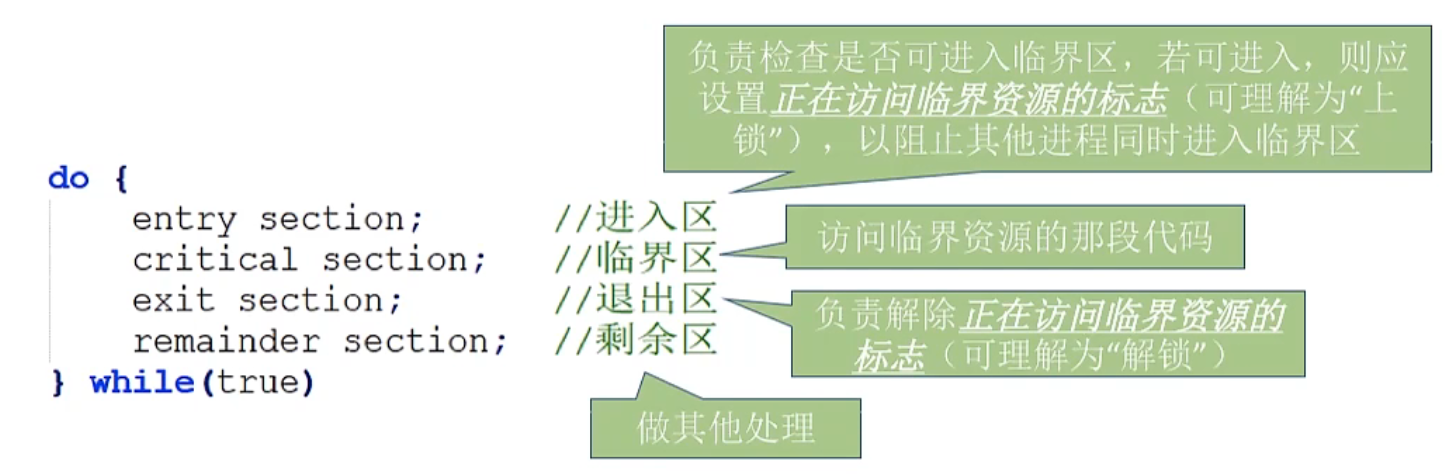 负责检查是否可进入临界区，若可进入，则应
设置正在访问临界资源的标志（可理解为“上
锁”），以阻止其他进程同时进入临界区
do {
entry section; //进入区
critical section; //临界区
exit section; //退出区
remainder section; //剩余区
} while(true)
访问临界资源的那段代码
负责解除正在访问临界资源的
标志（可理解为“解锁”）
做其他处理